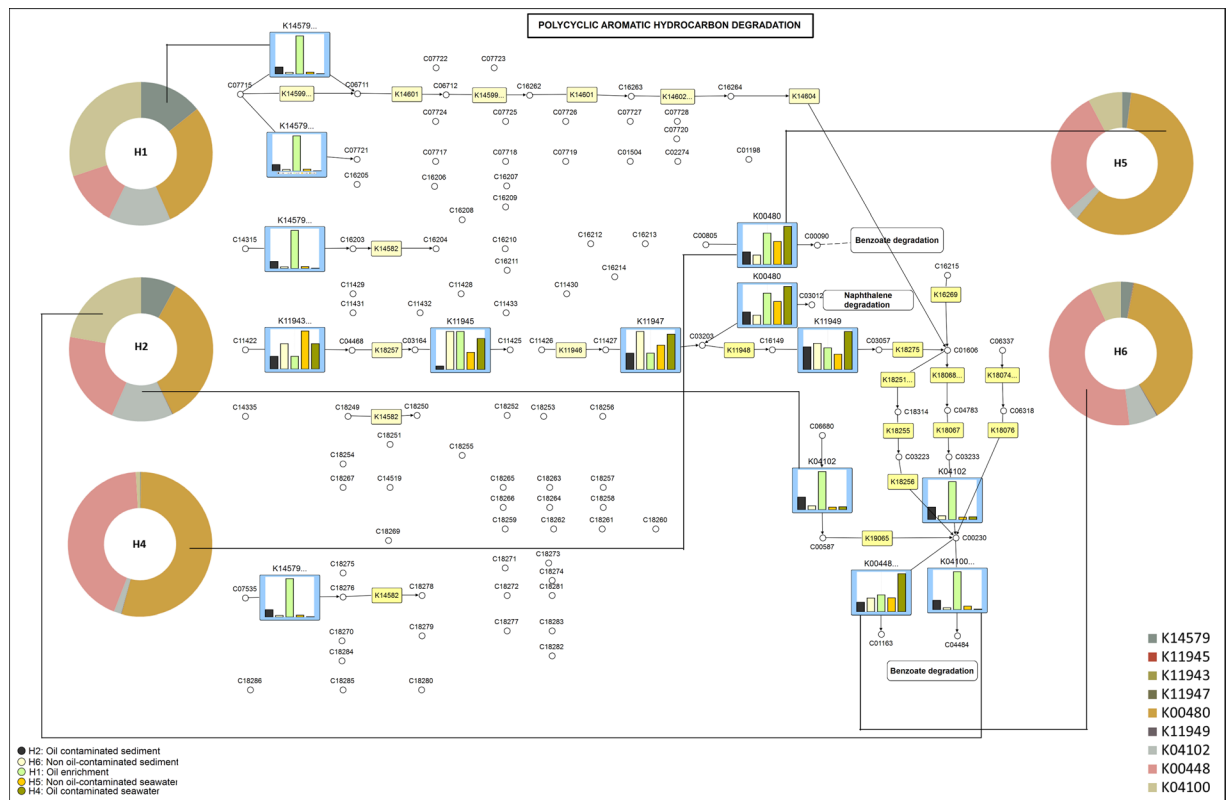 POLYCYCLIC AROMATIC HYDROCARBON DEGRADATION
K14579...
C07722 C07723
C07715 C06711 C06712 C16262 C16263 C16264
K14599... K14601 K14599... K14601 K14602... K14604
C07724 C07725 C07726 C07727 C07728
K14579...
C07720
C07721 C07717 C07718 C07719 C01504 C02274 C01198
C16205 C16206 C16207
C16209
H1
H5
C16208
K14579...
K00480
C14315 C16203 K14582 C16204 C16210 C16212 C16213 C00805 C00090
Benzoate degradation
C16211
C16214
C16215
K00480
C11429 C11428 C11430
C03012
Naphthalene
degradation
K16269
C11431 C11432 C11433
K11943... K11945 K11947 K11949
C11422 C04468 K18257 C03164 C11425 C11426 K11946 C11427 C03203 K11948 C16149 C03057 K18275 C01606 C06337
H2
H6
K18251... K18068... K18074...
C14335 C18249 K14582 C18250 C18252 C18253 C18256
C18314 C04783 C06318
C18251
C06680
K18255 K18067 K18076
C18254 C18255
C03223 C03233
K04102 K04102
C18267 C14519 C18265 C18263 C18257
K18256
C18266 C18264 C18258
C18259 C18262 C18261 C18260
H4
C18269
C00587 K19065 C00230
C18271 C18273
C18274
K14579...
C18275
K00448... K04100...
C07535 C18276 K14582 C18278 C18272 C18281
C18270 C18279 C18277 C18283
C01163 C04484
C18284 C18282
Benzoate degradation
C18286 C18285 C18280
K14579
K11945
K11943
K11947
K00480
K11949
K04102
K00448
K04100
H2: Oil contaminated sediment
H6: Non oil-contaminated sediment
H1: Oil enrichment
H5: Non oil-contaminated seawater
H4: Oil contaminated seawater